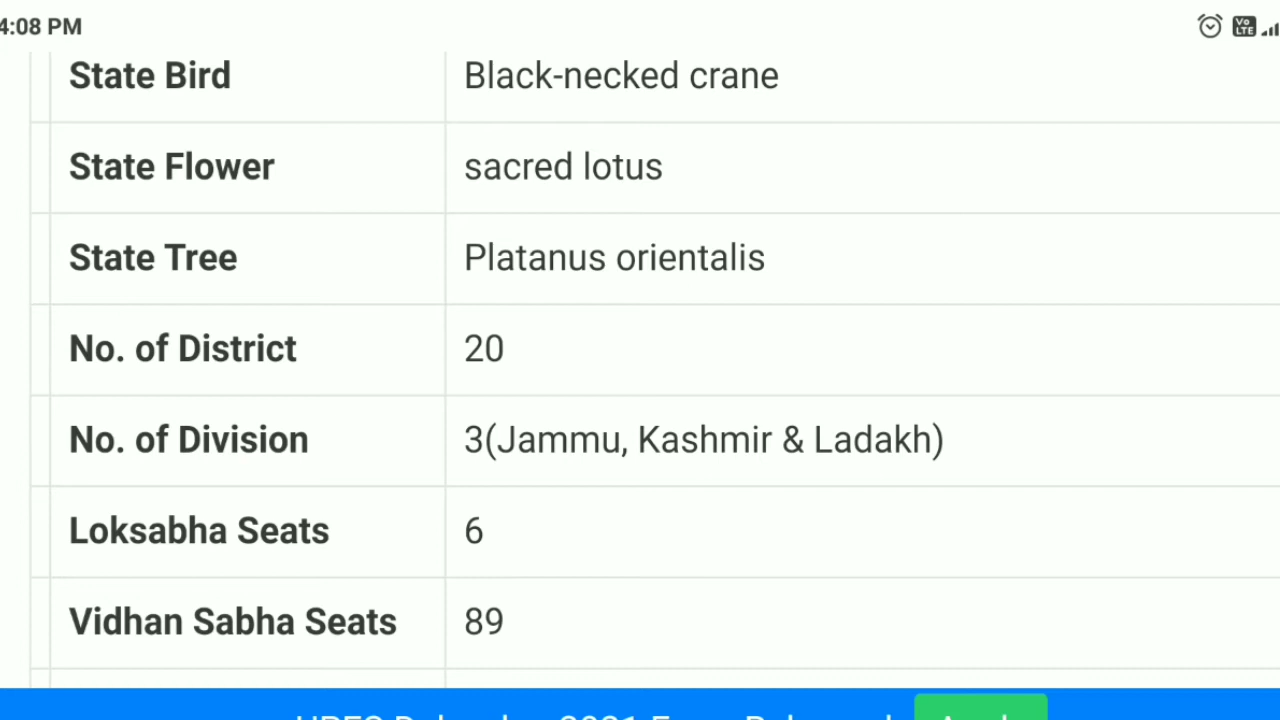 4:08 PM
State Bird Black-necked crane
State Flower sacred lotus
State Tree Platanus orientalis
No. of District 20
No. of Division 3(Jammu, Kashmir & Ladakh)
Loksabha Seats 6
Vidhan Sabha Seats 89